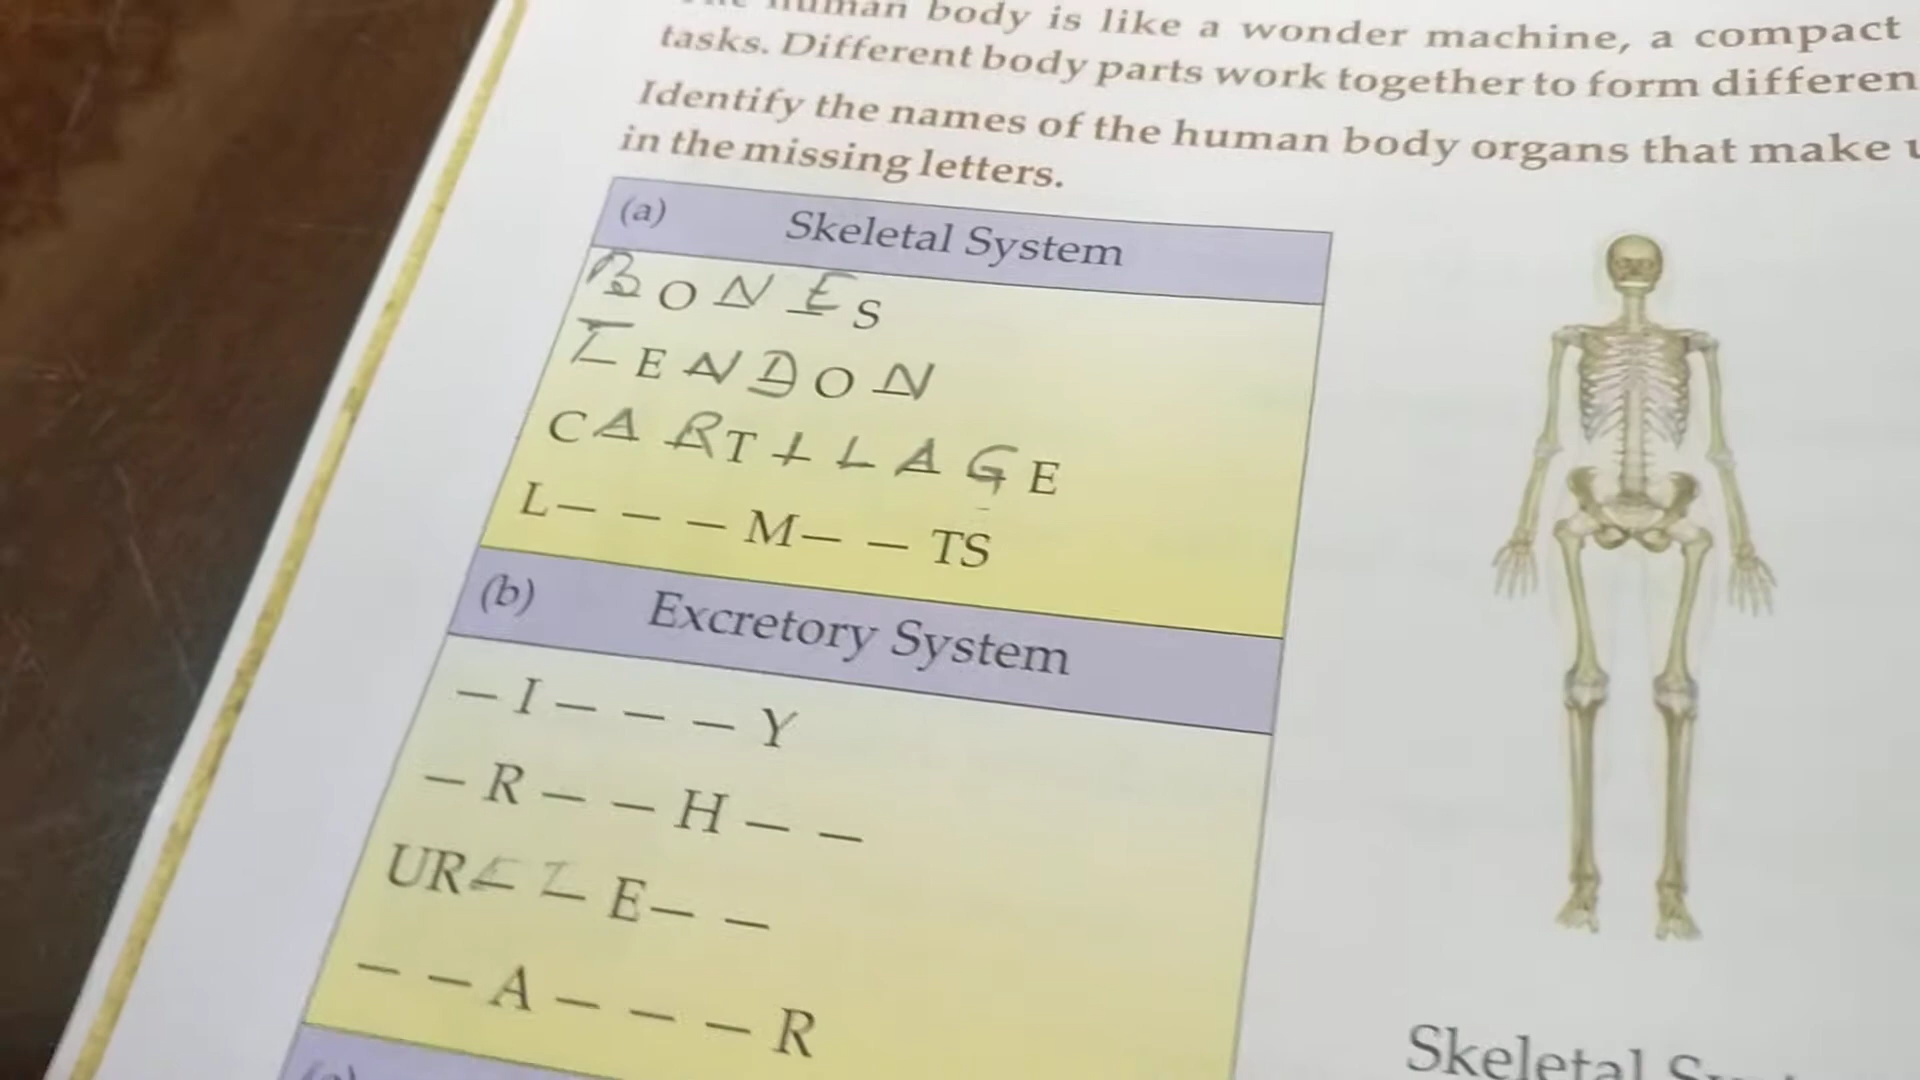 human body is like a wonder machine, a compact
tasks. Different body parts work together to form differen
Identify the names of the human body organs that make u
in the missing letters.
(a) Skeletal System
BONES
TENDON
CARTILAGE
L– – – M– – TS
(b) Excretory System
– I – – – Y
– R – – H – –
URET E– –
– – A – – – R
Skeletal Sy